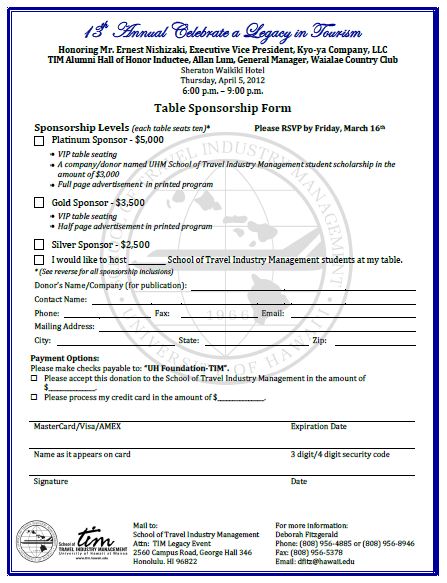 13th Annual Celebrate a Legacy in Tourism
Honoring Mr. Ernest Nishizaki, Executive Vice President, Kyo-ya Company, LLC
TIM Alumni Hall of Honor Inductee, Allan Lum, General Manager, Waialae Country Club
Sheraton Waikiki Hotel
Thursday, April 5, 2012
6:00 p.m. – 9:00 p.m.
Table Sponsorship Form
Sponsorship Levels (each table seats ten)* Please RSVP by Friday, March 16th
Platinum Sponsor - $5,000
• VIP table seating
• A company/donor named UHM School of Travel Industry Management student scholarship in the
amount of $3,000
• Full page advertisement in printed program
Gold Sponsor - $3,500
• VIP table seating
• Half page advertisement in printed program
Silver Sponsor - $2,500
I would like to host ________ School of Travel Industry Management students at my table.
* (See reverse for all sponsorship inclusions)
Donor's Name/Company (for publication):
Contact Name:
Phone: Fax: Email:
Mailing Address:
City: State: Zip:
Payment Options:
Please make checks payable to: "UH Foundation-TIM".
Please accept this donation to the School of Travel Industry Management in the amount of
$____________.
Please process my credit card in the amount of $____________.
MasterCard/Visa/AMEX Expiration Date
Name as it appears on card 3 digit/4 digit security code
Signature Date
SCHOOL OF TRAVEL INDUSTRY MANAGEMENT
1966
UNIVERSITY OF HAWAII
School of
tim
TRAVEL INDUSTRY MANAGEMENT
University of Hawaii at Manoa
Mail to:
School of Travel Industry Management
Attn: TIM Legacy Event
2560 Campus Road, George Hall 346
Honolulu. HI 96822
For more information:
Deborah Fitzgerald
Phone: (808) 956-4885 or (808) 956-8946
Fax: (808) 956-5378
Email: dfitz@hawaii.edu